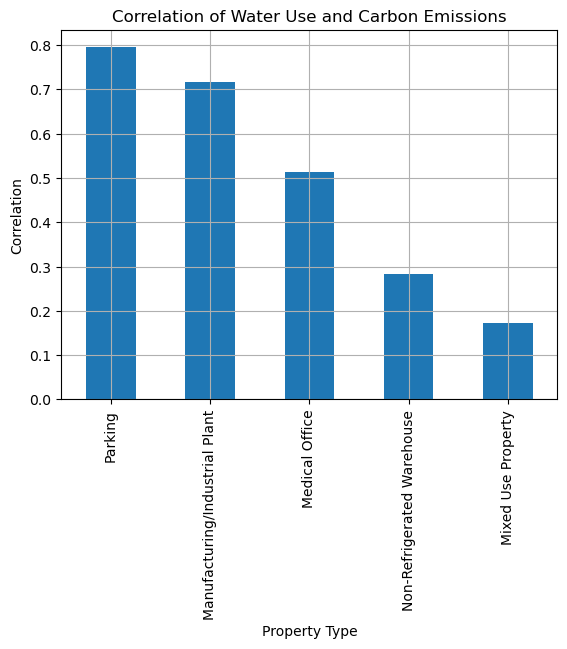 Correlation of Water Use and Carbon Emissions
0.8
0.7
0.6
0.5
0.4
0.3
0.2
0.1
0.0
Correlation
Parking
Manufacturing/Industrial Plant
Medical Office
Non-Refrigerated Warehouse
Mixed Use Property
Property Type